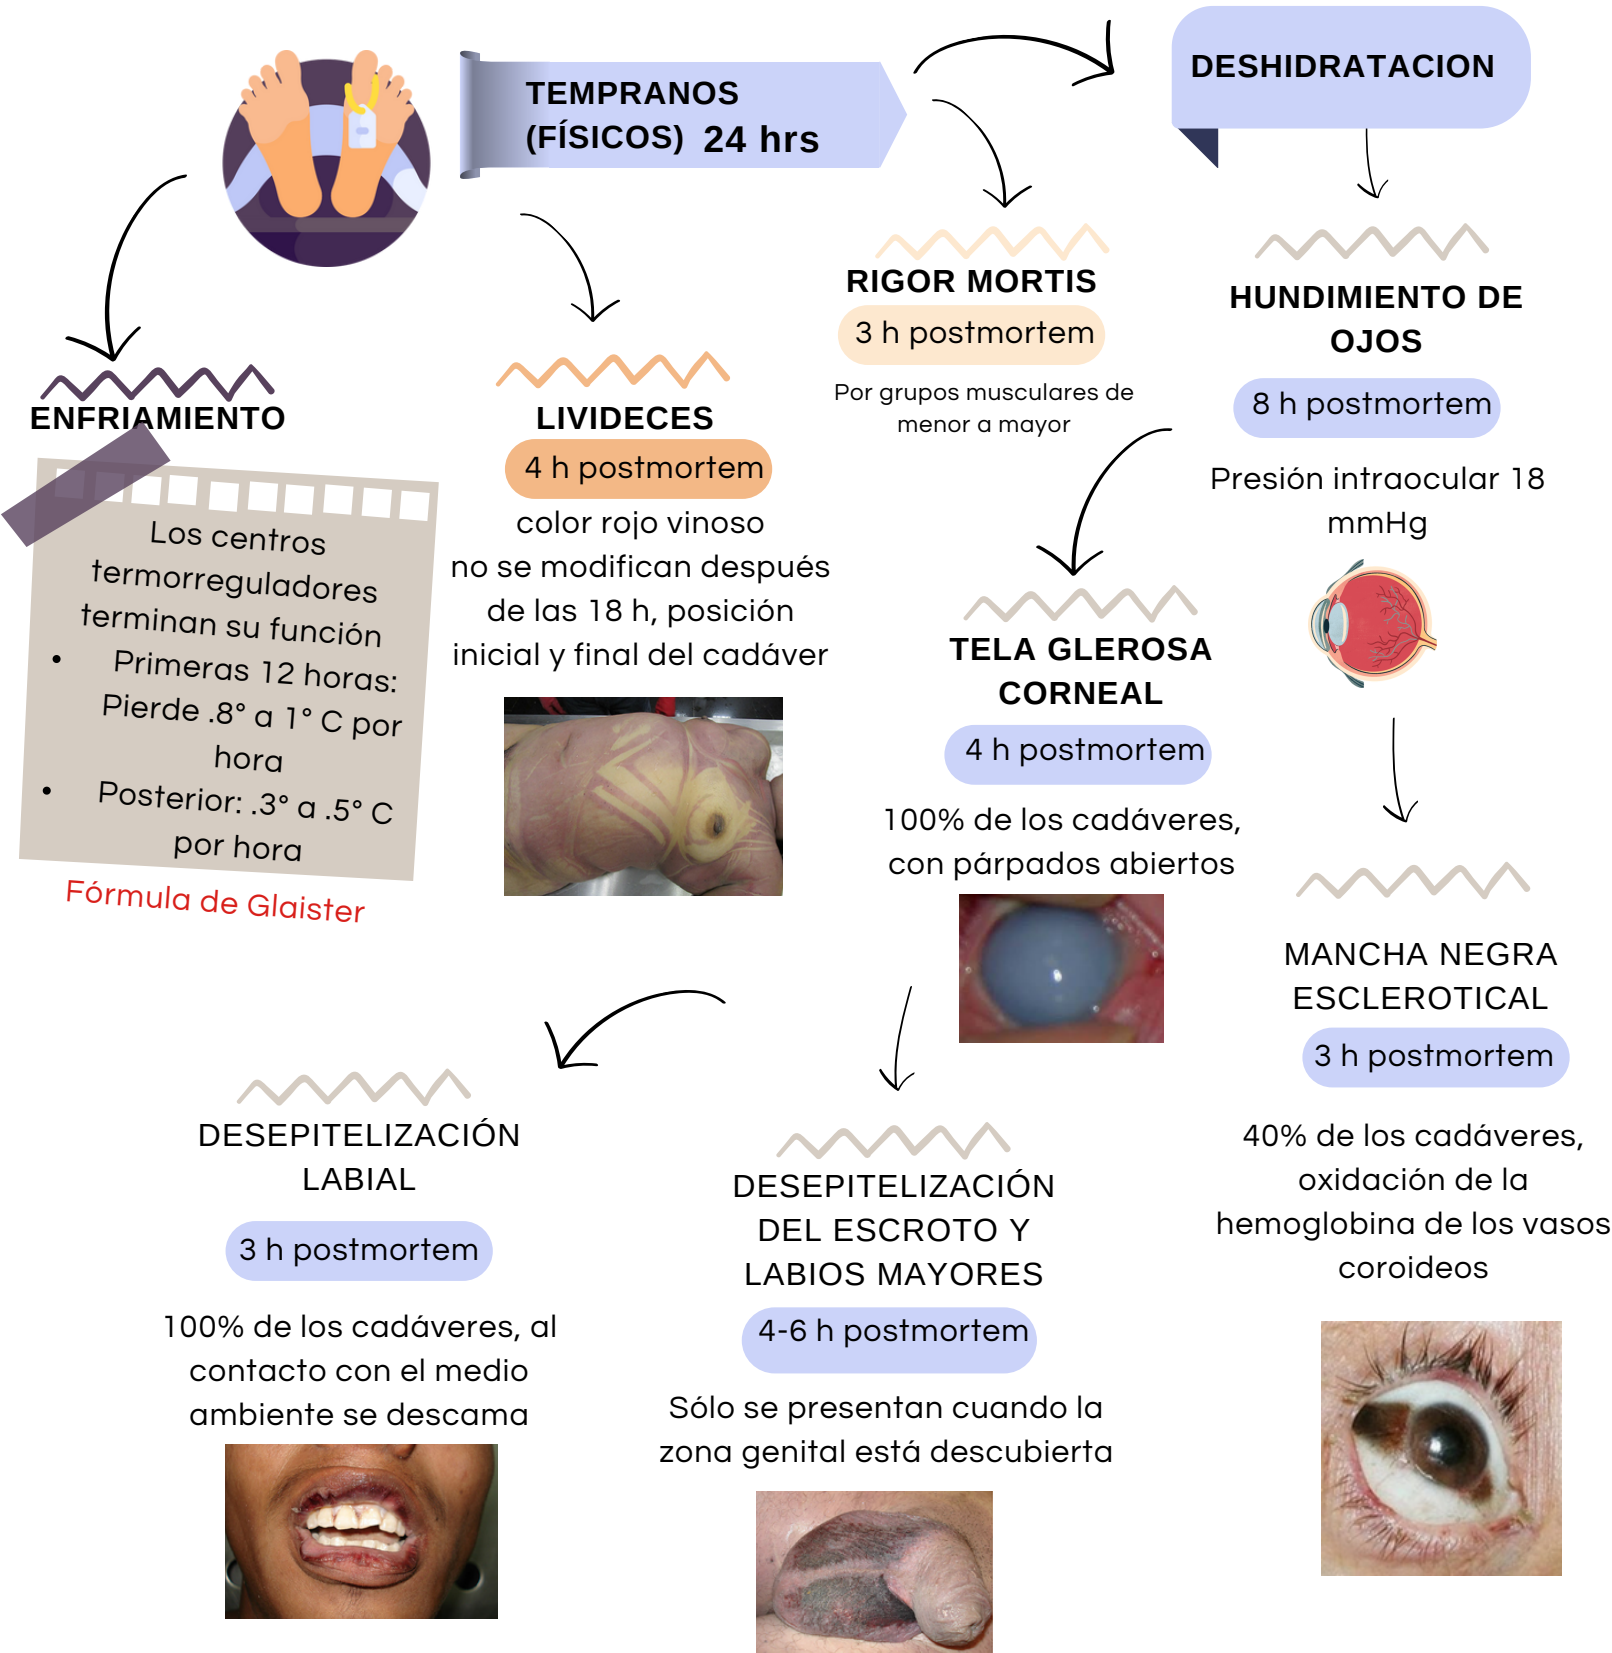 TEMPRANOS
(FÍSICOS) 24 hrs
DESHIDRATACION
ENFRIAMIENTO
Los centros
termorreguladores
terminan su función
• Primeras 12 horas:
Pierde .8° a 1° C por
hora
• Posterior: .3° a .5° C
por hora
Fórmula de Glaister
LIVIDECES
4 h postmortem
color rojo vinoso
no se modifican después
de las 18 h, posición
inicial y final del cadáver
RIGOR MORTIS
3 h postmortem
Por grupos musculares de
menor a mayor
HUNDIMIENTO DE
OJOS
8 h postmortem
Presión intraocular 18
mmHg
TELA GLEROSA
CORNEAL
4 h postmortem
100% de los cadáveres,
con párpados abiertos
MANCHA NEGRA
ESCLEROTICAL
3 h postmortem
40% de los cadáveres,
oxidación de la
hemoglobina de los vasos
coroideos
DESEPITELIZACIÓN
LABIAL
3 h postmortem
100% de los cadáveres, al
contacto con el medio
ambiente se descama
DESEPITELIZACIÓN
DEL ESCROTO Y
LABIOS MAYORES
4-6 h postmortem
Sólo se presentan cuando la
zona genital está descubierta